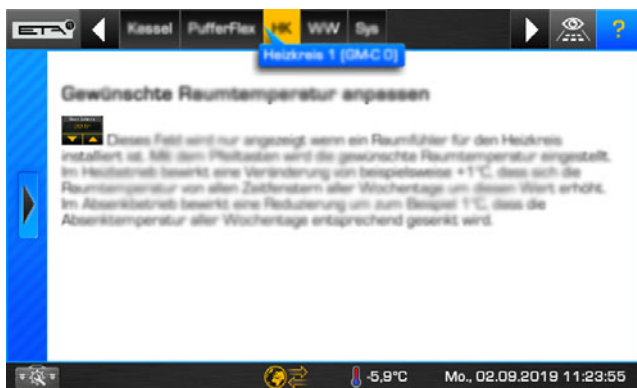 ETA
Kessel PufferFlex HK WW Sys ?
Heizkreis 1 (GM-C 0)
Gewünschte Raumtemperatur anpassen
Dieses Feld wird nur angezeigt wenn ein Raumfühler für den Heizkreis
installiert ist. Mit dem Pfeiltasten wird die gewünschte Raumtemperatur eingestellt.
Im Heizbetrieb bewirkt eine Veränderung von beispielsweise +1°C, dass sich die
Raumtemperatur von allen Zeitfenstern aller Wochentage um diesen Wert erhöht.
Im Absenkbetrieb bewirkt eine Reduzierung um zum Beispiel 1°C, dass die
Absenktemperatur aller Wochentage entsprechend gesenkt wird.
-5,9°C Mo., 02.09.2019 11:23:55